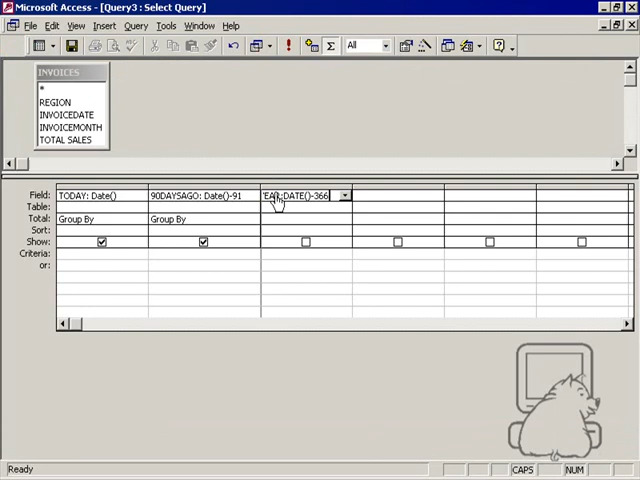 Microsoft Access - [Query3 : Select Query]
File Edit View Insert Query Tools Window Help
All
INVOICES
*
REGION
INVOICEDATE
INVOICEMONTH
TOTAL SALES
Field: TODAY: Date() 90DAYSAGO: Date()-91 'EAR:DATE()-366
Table:
Total: Group By Group By
Sort:
Show:
Criteria:
or:
Ready CAPS NUM